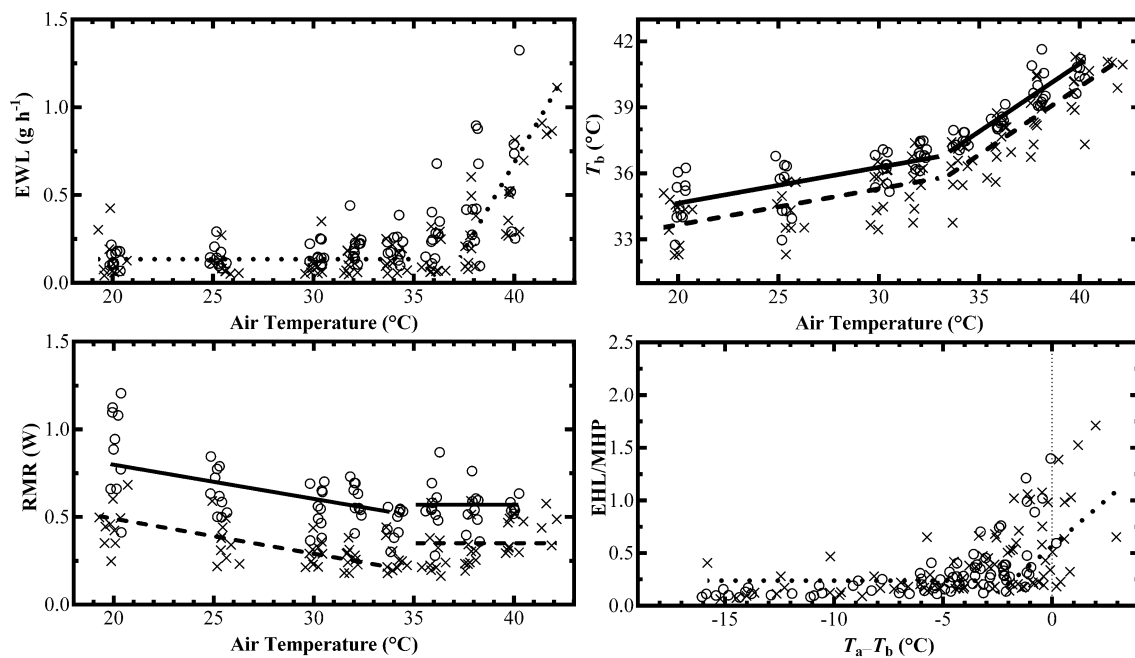 1.5
1.0
0.5
0.0
EWL (g h⁻¹)
20 25 30 35 40
Air Temperature (°C)
42
39
36
33
Tb (°C)
20 25 30 35 40
Air Temperature (°C)
1.5
1.0
0.5
0.0
RMR (W)
20 25 30 35 40
Air Temperature (°C)
2.5
2.0
1.5
1.0
0.5
0.0
EHL/MHP
-15 -10 -5 0
Ta–Tb (°C)